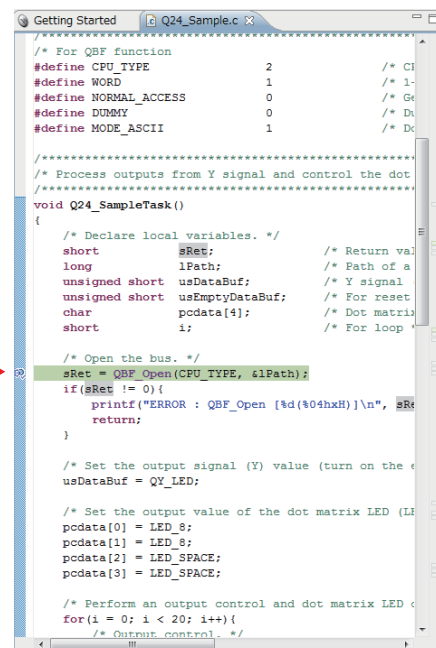 Getting Started Q24_Sample.c
/****************************************************
/* For QBF function
#define CPU_TYPE 2 /*
#define WORD 1 /* 1-
#define NORMAL_ACCESS 0 /* Ge
#define DUMMY 0 /* Du
#define MODE_ASCII 1 /* Do
/****************************************************
/* Process outputs from Y signal and control the dot
/****************************************************
void Q24_SampleTask()
{
/* Declare local variables. */
short sRet; /* Return val
long lPath; /* Path of a
unsigned short usDataBuf; /* Y signal
unsigned short usEmptyDataBuf; /* For reset
char pcdata[4]; /* Dot matrix
short i; /* For loop
/* Open the bus. */
sRet = QBF_Open(CPU_TYPE, &lPath);
if(sRet != 0){
printf("ERROR : QBF_Open [%d(%04hxH)]\n", sRe
return;
}
/* Set the output signal (Y) value (turn on the e
usDataBuf = QY_LED;
/* Set the output value of the dot matrix LED (LE
pcdata[0] = LED_8;
pcdata[1] = LED_8;
pcdata[2] = LED_SPACE;
pcdata[3] = LED_SPACE;
/* Perform an output control and dot matrix LED c
for(i = 0; i < 20; i++){
/* Output control. */